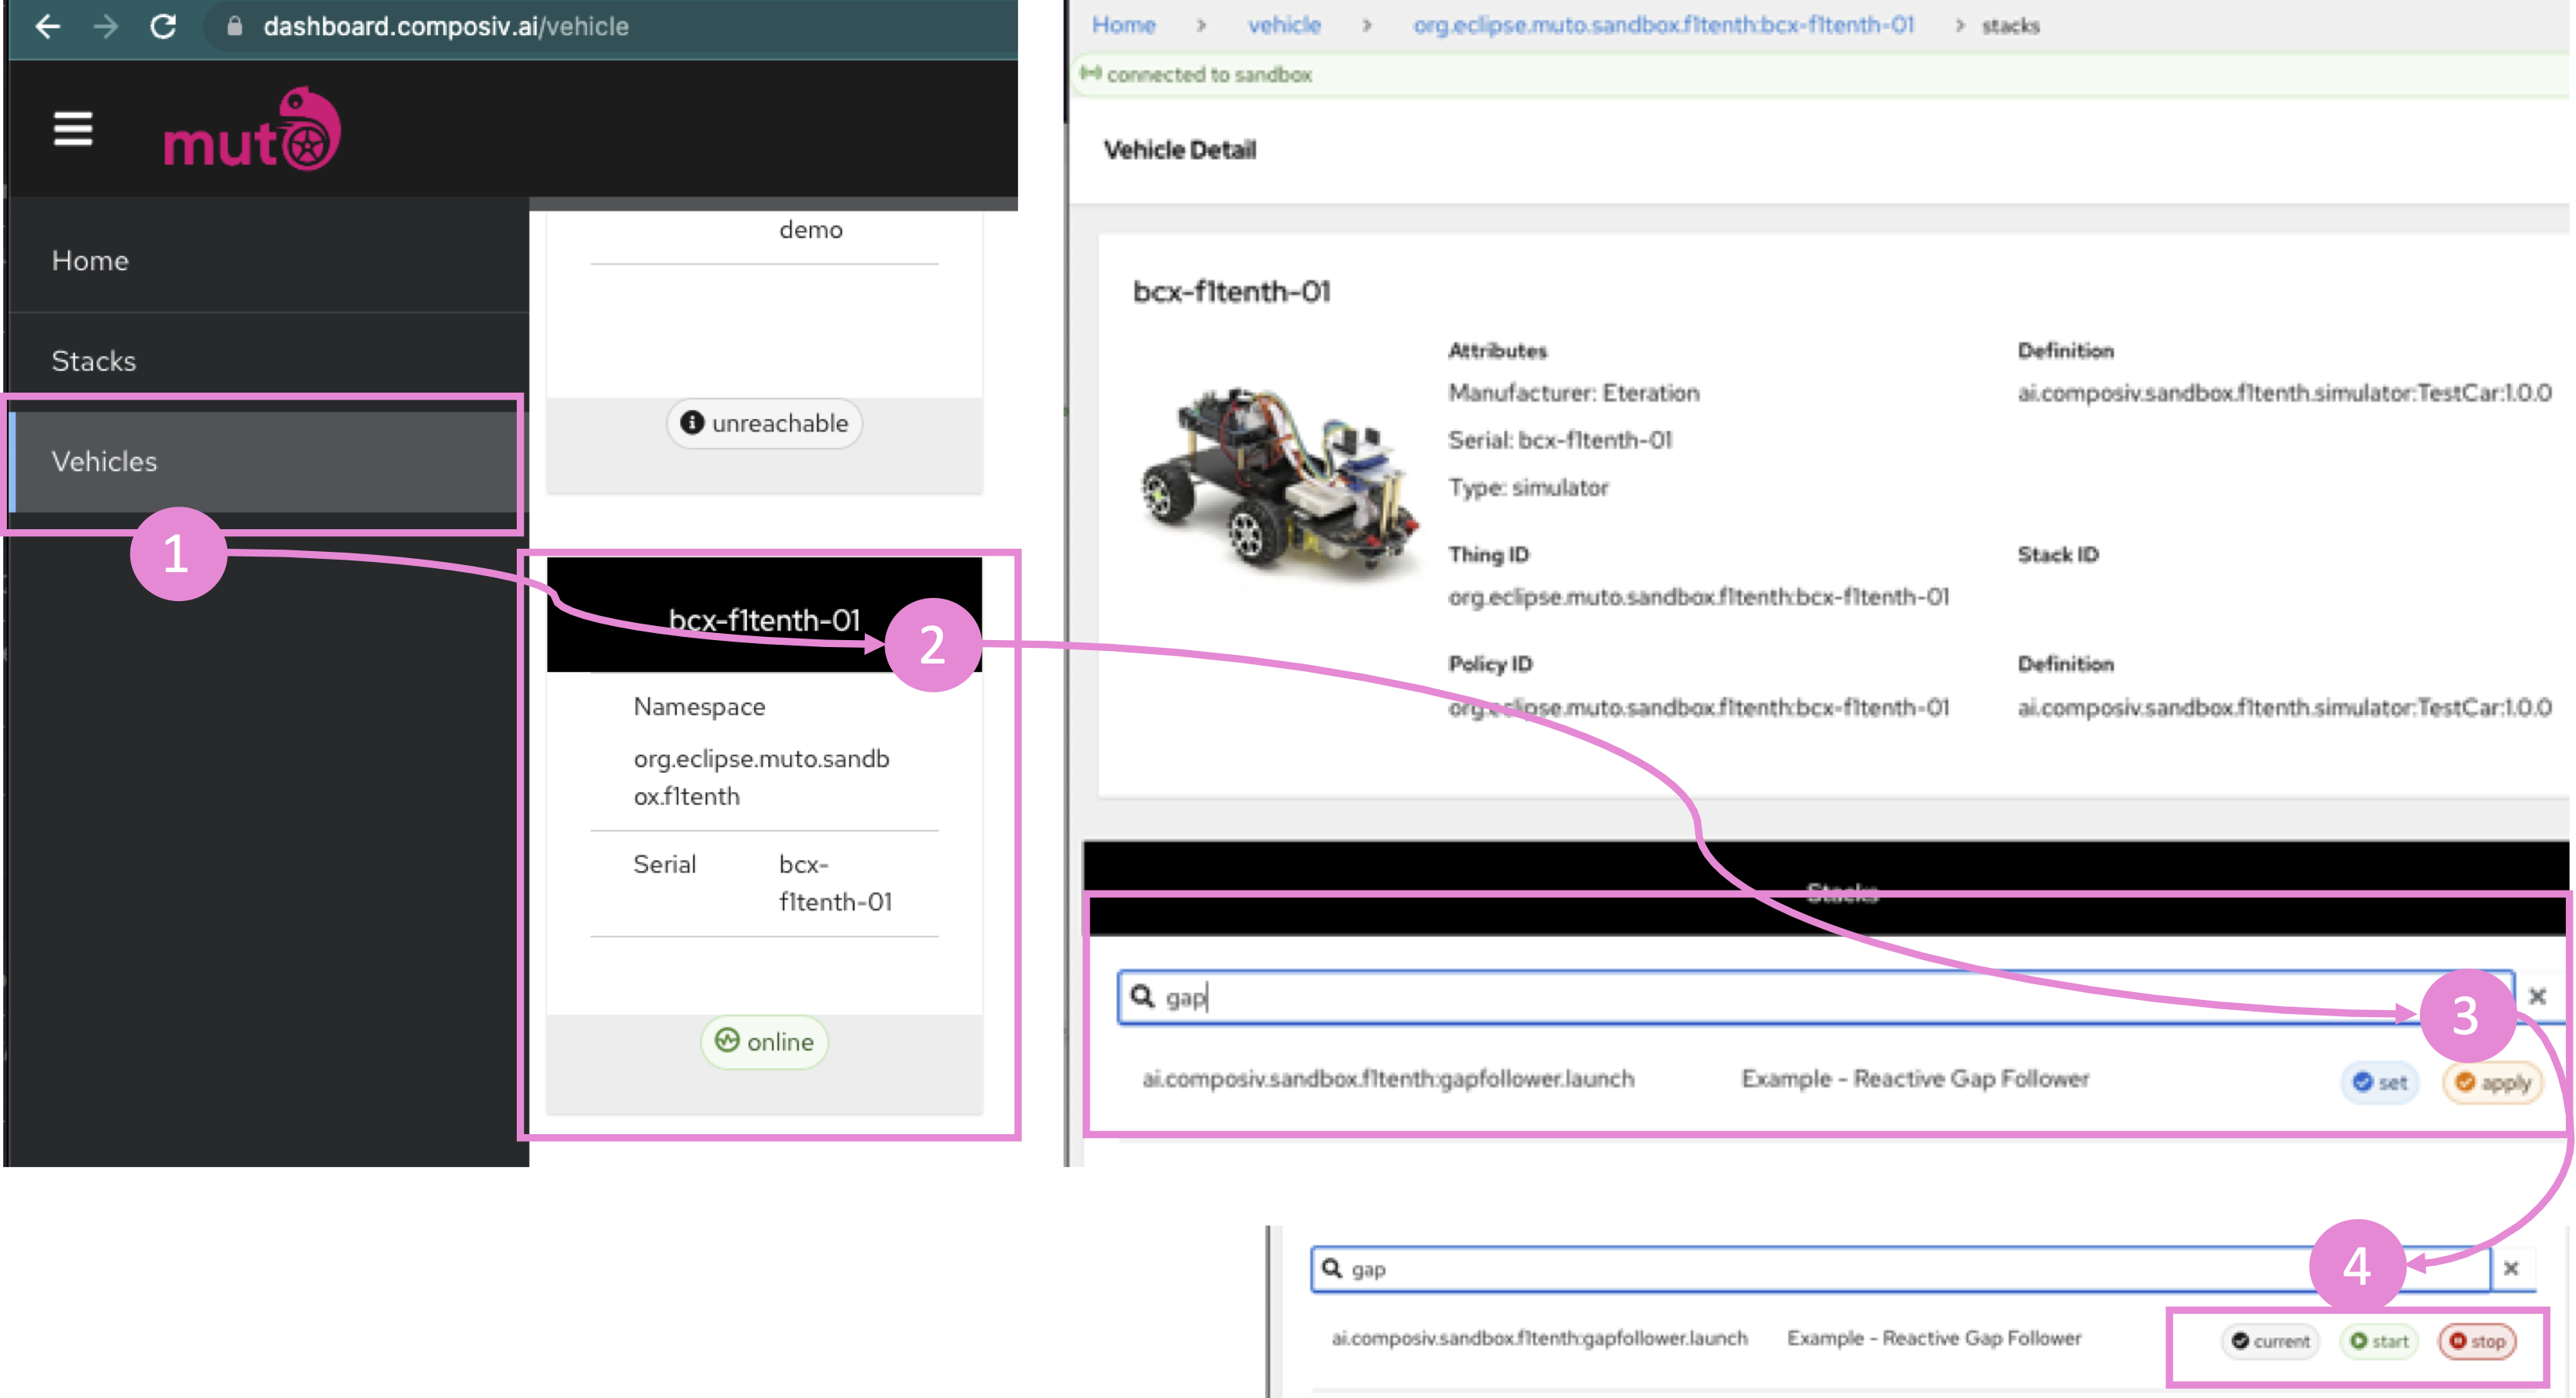 dashboard.composiv.ai/vehicle
muto
Home
Stacks
Vehicles
1
demo
unreachable
bcx-f1tenth-01
2
Namespace
org.eclipse.muto.sandb
ox.f1tenth
Serial bcx-
f1tenth-01
online
Home > vehicle > org.eclipse.muto.sandbox.f1tenth:bcx-f1tenth-01 > stacks
connected to sandbox
Vehicle Detail
bcx-f1tenth-01
Attributes Definition
Manufacturer: Eteration ai.composiv.sandbox.f1tenth.simulator:TestCar:1.0.0
Serial: bcx-f1tenth-01
Type: simulator
Thing ID Stack ID
org.eclipse.muto.sandbox.f1tenth:bcx-f1tenth-01
Policy ID Definition
org.eclipse.muto.sandbox.f1tenth:bcx-f1tenth-01 ai.composiv.sandbox.f1tenth.simulator:TestCar:1.0.0
Stacks
gap
3
ai.composiv.sandbox.f1tenth:gapfollower.launch Example - Reactive Gap Follower set apply
gap
4
ai.composiv.sandbox.f1tenth:gapfollower.launch Example - Reactive Gap Follower current start stop